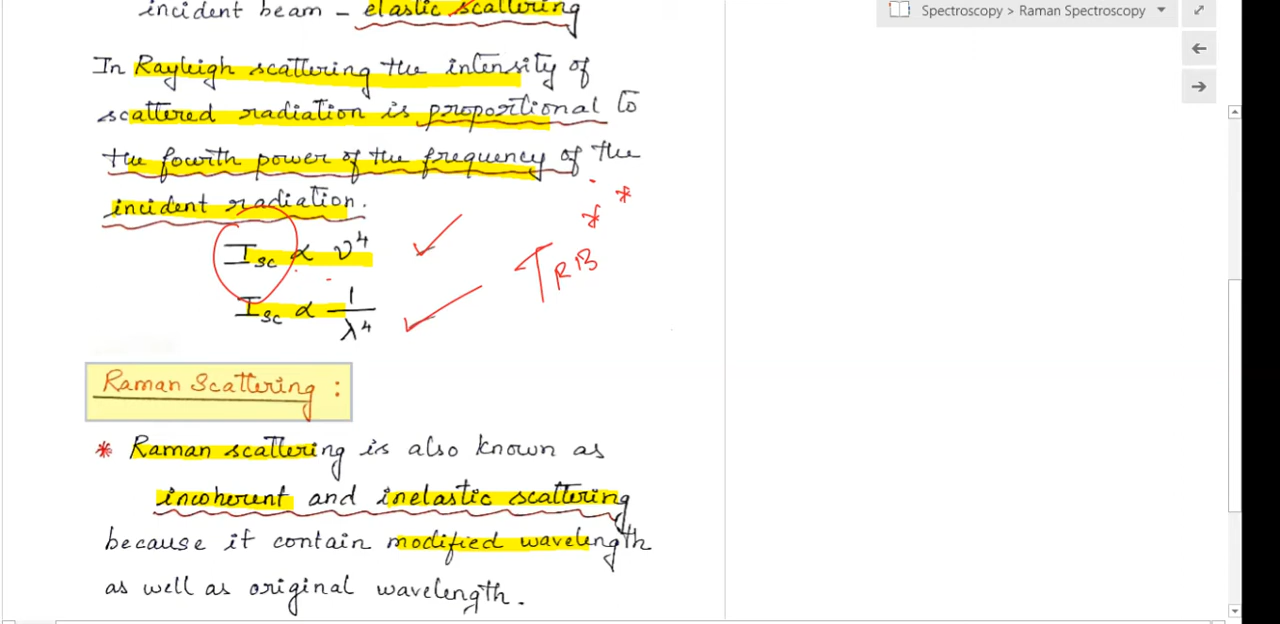 incident beam – elastic scattering
Spectroscopy > Raman Spectroscopy
In Rayleigh scattering the intensity of
scattered radiation is proportional to
the fourth power of the frequency of the
incident radiation.
I_sc ∝ ν⁴
TRB
I_sc ∝ 1/λ⁴
Raman Scattering :
* Raman scattering is also known as
incoherent and inelastic scattering
because it contain modified wavelength
as well as original wavelength.